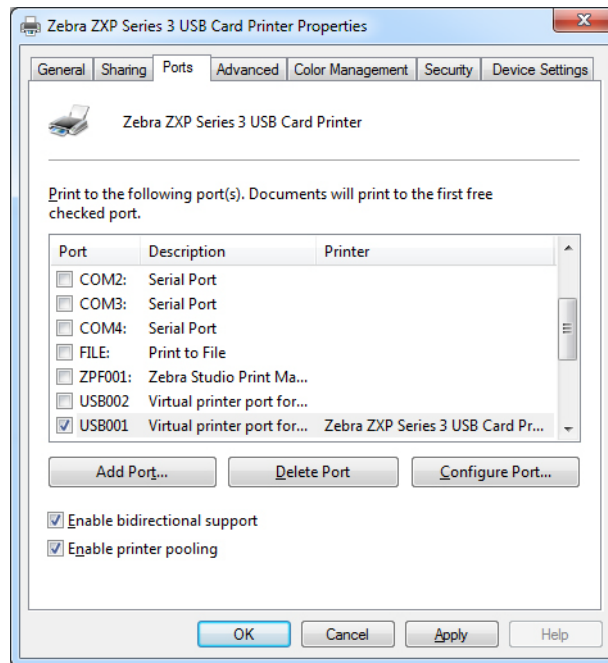 Zebra ZXP Series 3 USB Card Printer Properties
General Sharing Ports Advanced Color Management Security Device Settings
Zebra ZXP Series 3 USB Card Printer
Print to the following port(s). Documents will print to the first free
checked port.
Port Description Printer
COM2: Serial Port
COM3: Serial Port
COM4: Serial Port
FILE: Print to File
ZPF001: Zebra Studio Print Ma...
USB002 Virtual printer port for...
USB001 Virtual printer port for... Zebra ZXP Series 3 USB Card Pr...
Add Port... Delete Port Configure Port...
Enable bidirectional support
Enable printer pooling
OK Cancel Apply Help